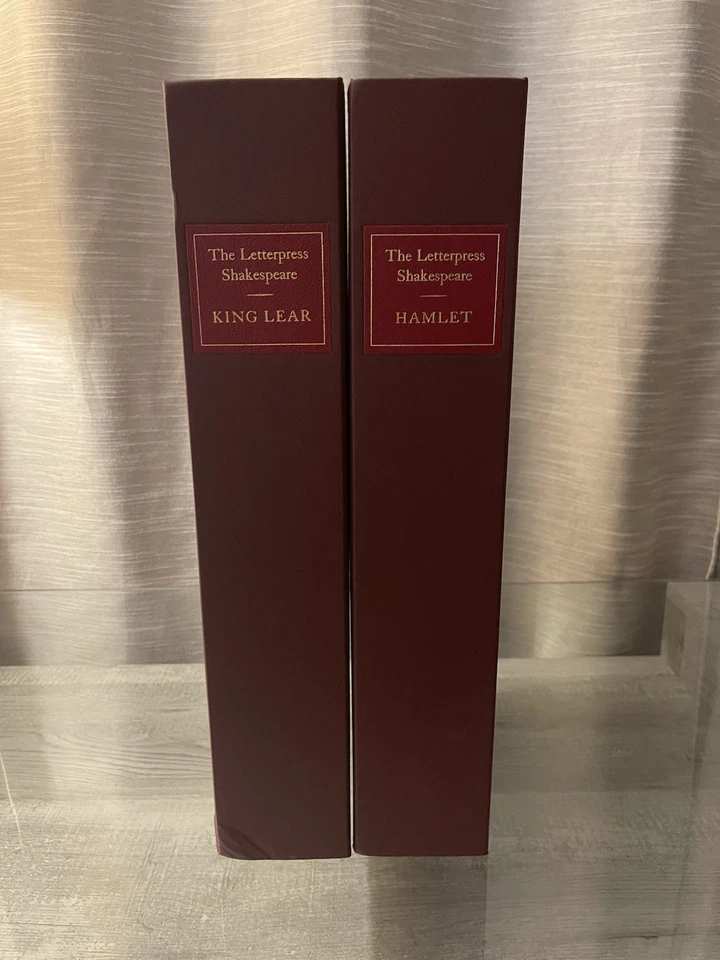 The Letterpress
Shakespeare
KING LEAR
The Letterpress
Shakespeare
HAMLET